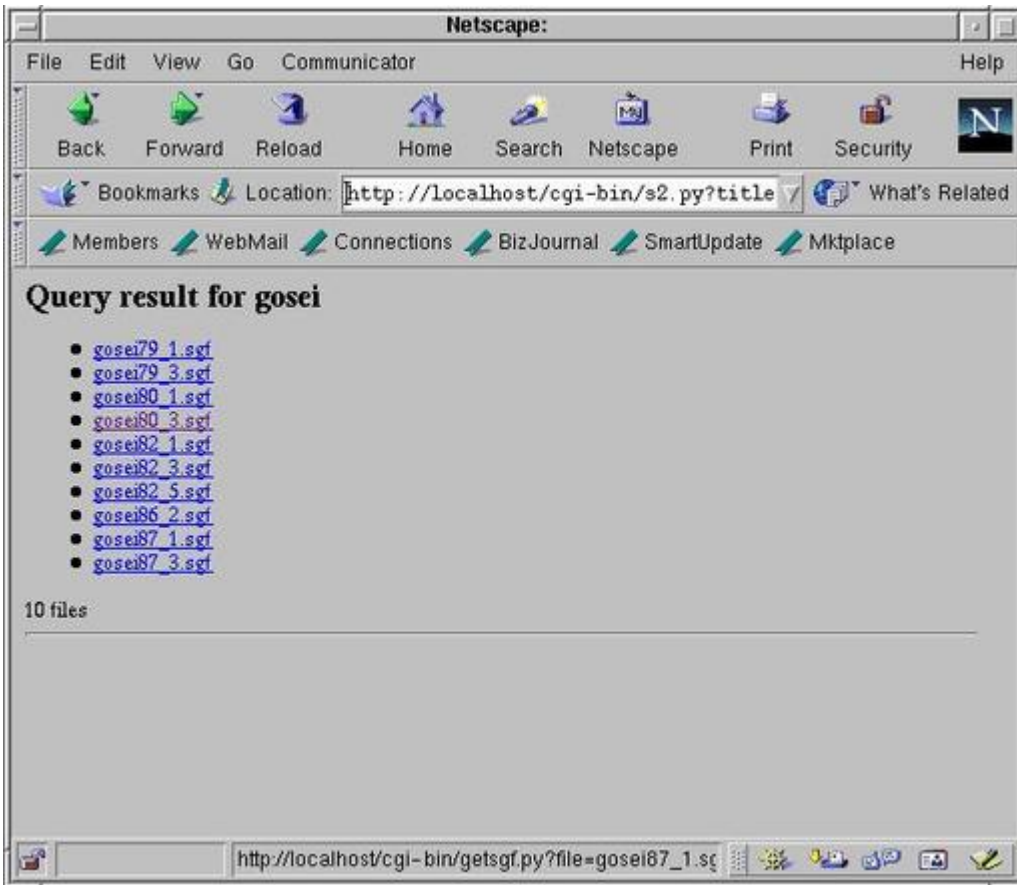 Netscape:
File Edit View Go Communicator Help
Back Forward Reload Home Search Netscape Print Security
N
Bookmarks Location: http://localhost/cgi-bin/s2.py?title What's Related
Members WebMail Connections BizJournal SmartUpdate Mktplace
Query result for gosei
gosei79_1.sgf
gosei79_3.sgf
gosei80_1.sgf
gosei80_3.sgf
gosei82_1.sgf
gosei82_3.sgf
gosei82_5.sgf
gosei86_2.sgf
gosei87_1.sgf
gosei87_3.sgf
10 files
http://localhost/cgi-bin/getsgf.py?file=gosei87_1.sg